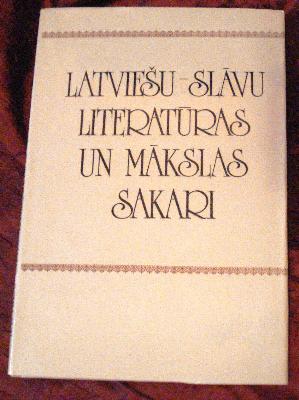 LATVIEŠU-SLĀVU
LITERATŪRAS
UN MĀKSLAS
SAKARI